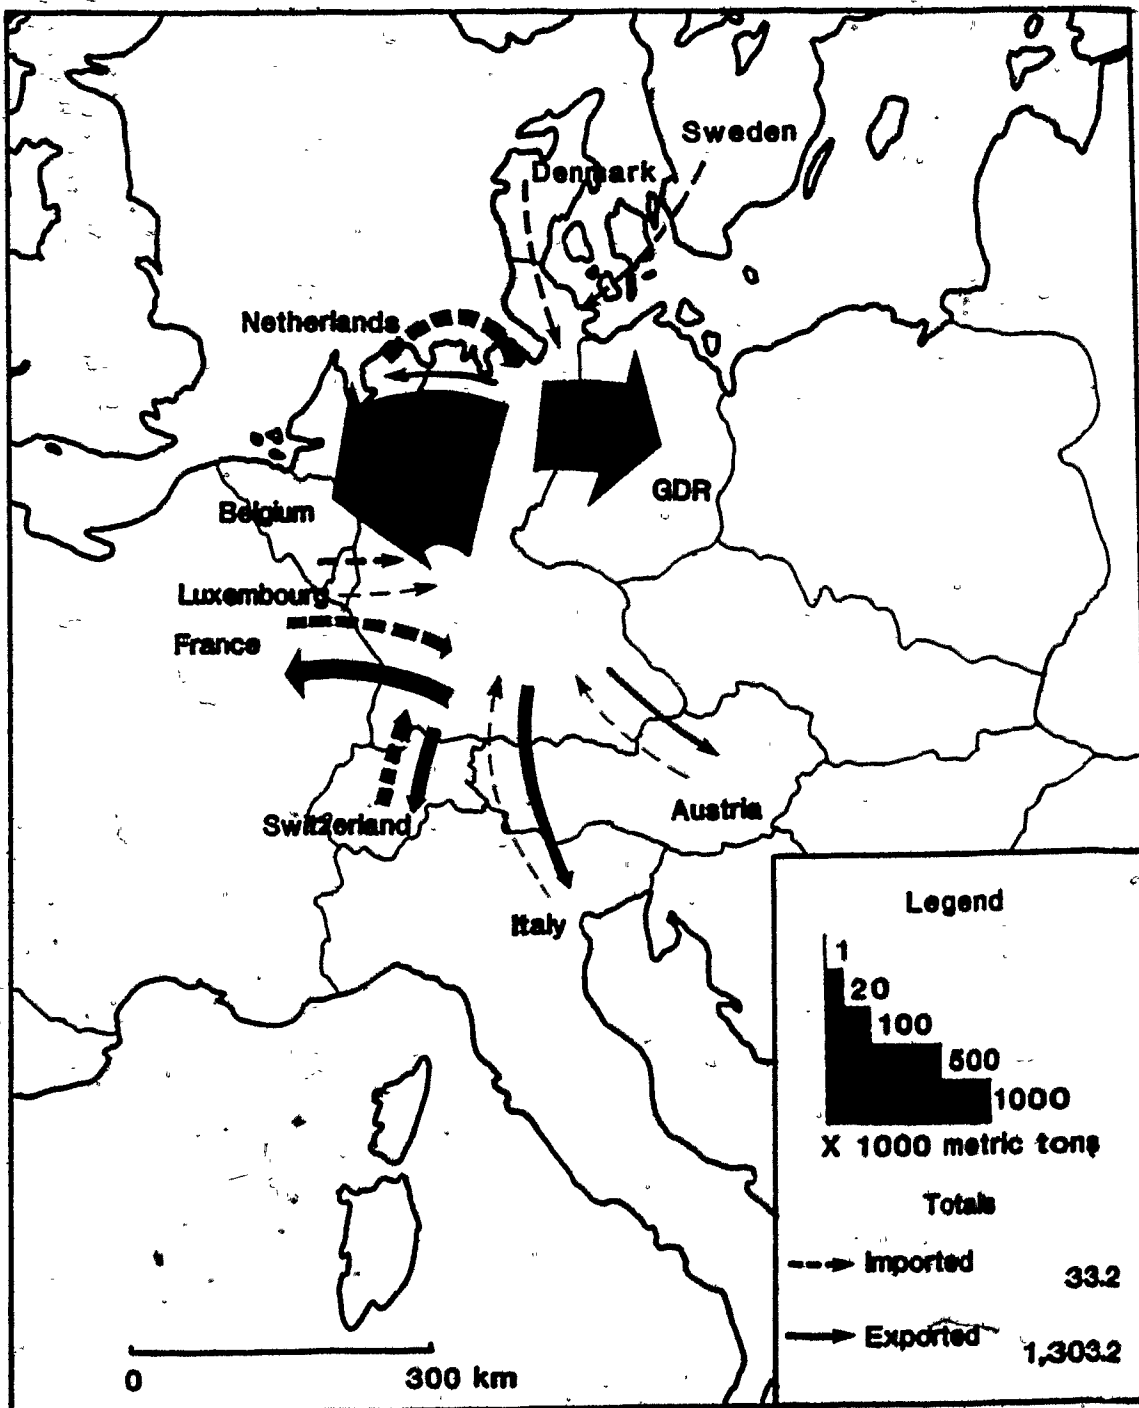 Sweden
Denmark
Netherlands
GDR
Belgium
Luxembourg
France
Switzerland
Austria
Italy
Legend
1
20
100
500
1000
X 1000 metric tons
Totals
Imported 33.2
Exported 1,303.2
0 300 km